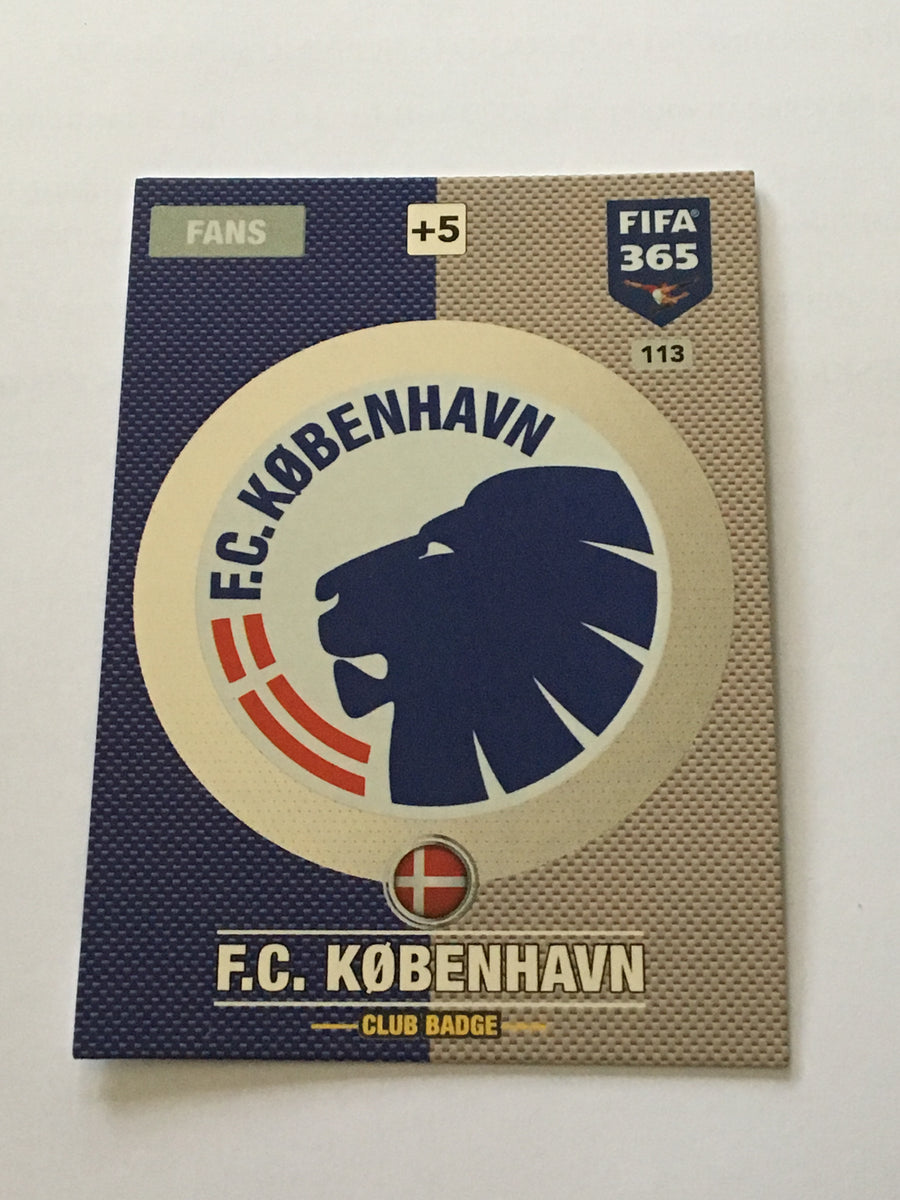 FANS
+5
FIFA®
365
113
F.C. KØBENHAVN
F.C. KØBENHAVN
CLUB BADGE